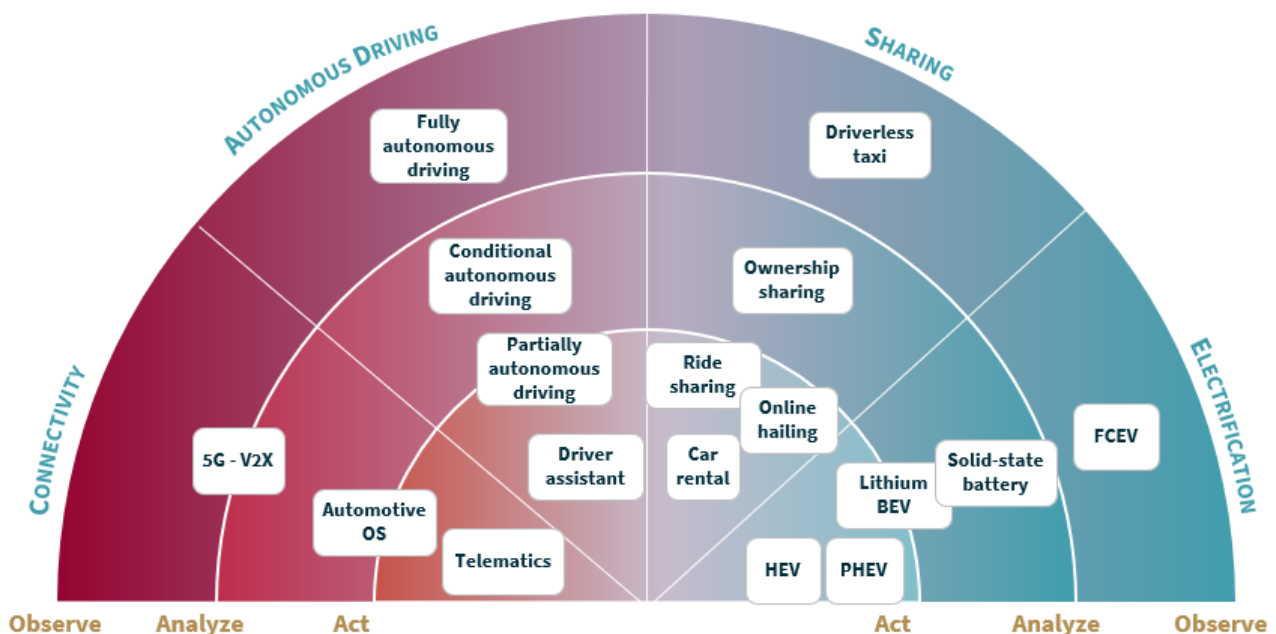 AUTONOMOUS DRIVING
SHARING
Fully
autonomous
driving
Driverless
taxi
Conditional
autonomous
driving
Ownership
sharing
Partially
autonomous
driving
Ride
sharing
Online
hailing
CONNECTIVITY
ELECTRIFICATION
5G - V2X
Driver
assistant
Car
rental
FCEV
Solid-state
battery
Lithium
BEV
Automotive
OS
Telematics
HEV
PHEV
Observe
Analyze
Act
Act
Analyze
Observe